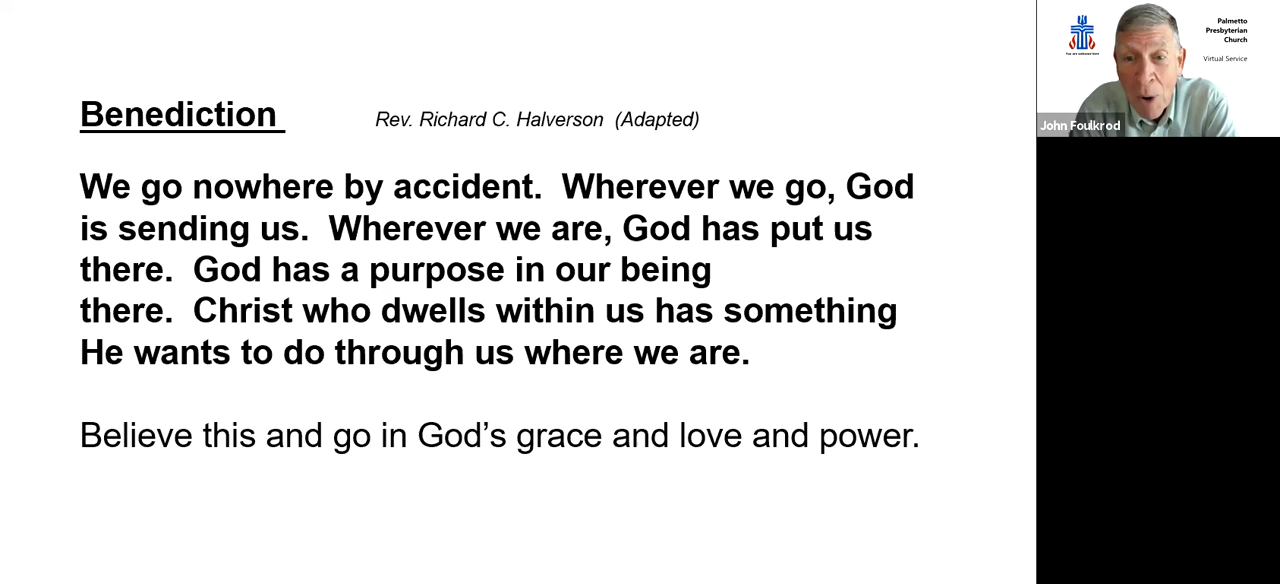 Benediction Rev. Richard C. Halverson (Adapted)
We go nowhere by accident. Wherever we go, God
is sending us. Wherever we are, God has put us
there. God has a purpose in our being
there. Christ who dwells within us has something
He wants to do through us where we are.
Believe this and go in God’s grace and love and power.
Palmetto
Presbyterian
Church
Virtual Service
John Foulkrod